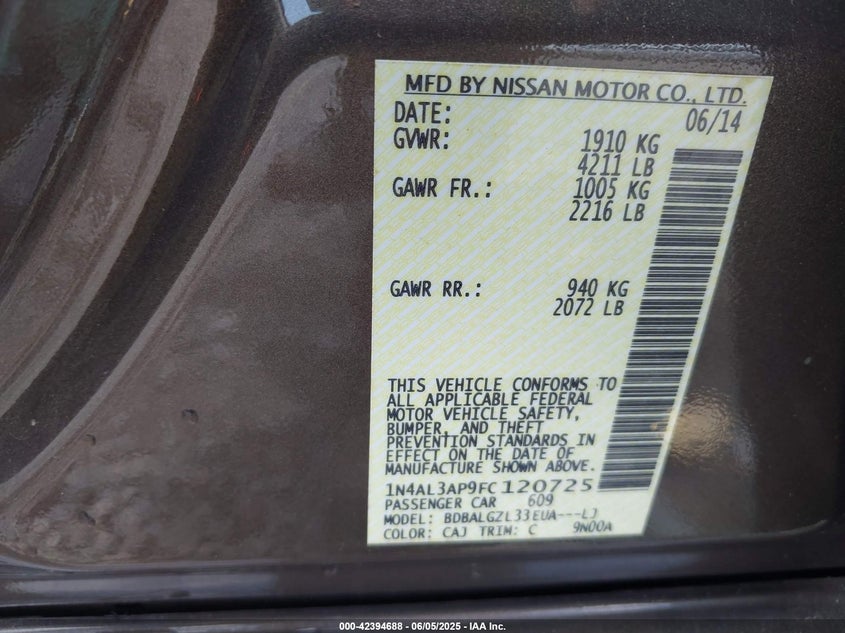 MFD BY NISSAN MOTOR CO., LTD.
DATE: 06/14
GVWR: 1910 KG
4211 LB
GAWR FR.: 1005 KG
2216 LB
GAWR RR.: 940 KG
2072 LB
THIS VEHICLE CONFORMS TO
ALL APPLICABLE FEDERAL
MOTOR VEHICLE SAFETY,
BUMPER, AND THEFT
PREVENTION STANDARDS IN
EFFECT ON THE DATE OF
MANUFACTURE SHOWN ABOVE.
1N4AL3AP9FC120725
PASSENGER CAR 609
MODEL: BDBALGZL33EUA---LJ
COLOR: CAJ TRIM: C 9N00A
000-42394688 - 06/05/2025 - IAA Inc.